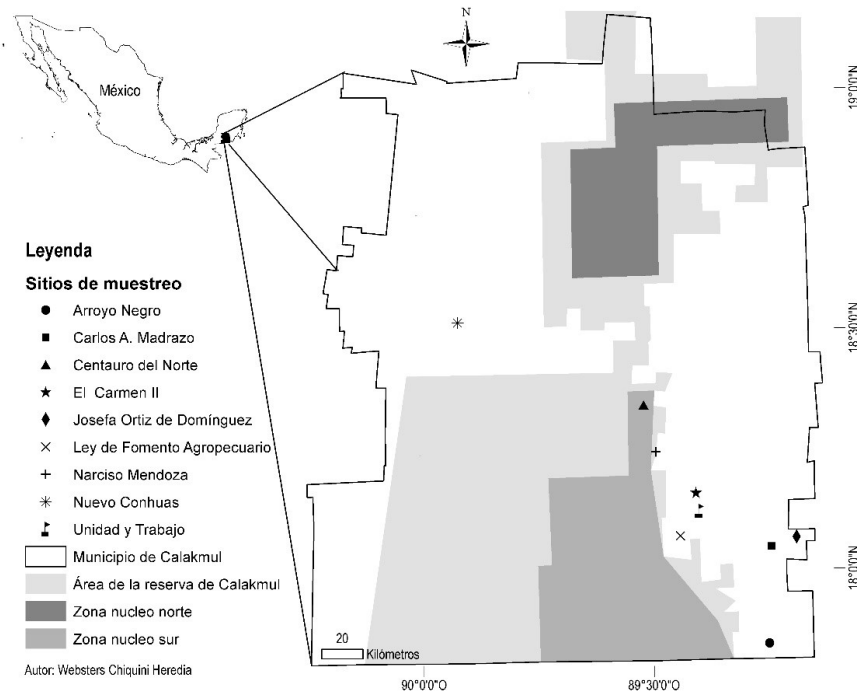 N
México
19°0'0"N
Leyenda
Sitios de muestreo
Arroyo Negro
Carlos A. Madrazo
Centauro del Norte
El Carmen II
Josefa Ortiz de Domínguez
Ley de Fomento Agropecuario
Narciso Mendoza
Nuevo Conhuas
Unidad y Trabajo
Municipio de Calakmul
Área de la reserva de Calakmul
Zona nucleo norte
Zona nucleo sur
Autor: Websters Chiquini Heredia
18°30'0"N
18°0'0"N
20
Kilómetros
90°0'0"O
89°30'0"O